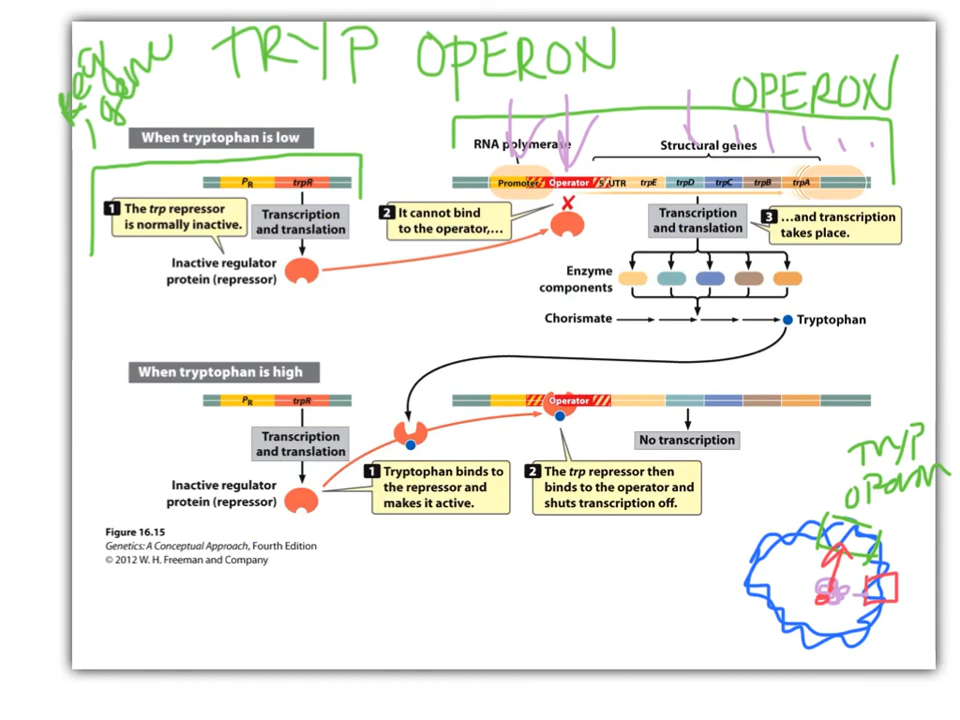 TRYP OPERON
Reg
gene
OPERON
When tryptophan is low
RNA polymerase
Structural genes
PR
trpR
Promoter
Operator
5′UTR
trpE
trpD
trpC
trpB
trpA
1 The trp repressor
is normally inactive.
Transcription
and translation
2 It cannot bind
to the operator,...
Transcription
and translation
3 ...and transcription
takes place.
Inactive regulator
protein (repressor)
Enzyme
components
Chorismate
Tryptophan
When tryptophan is high
PR
trpR
Operator
Transcription
and translation
No transcription
Inactive regulator
protein (repressor)
1 Tryptophan binds to
the repressor and
makes it active.
2 The trp repressor then
binds to the operator and
shuts transcription off.
TRYP
OPERON
Figure 16.15
Genetics: A Conceptual Approach, Fourth Edition
© 2012 W. H. Freeman and Company